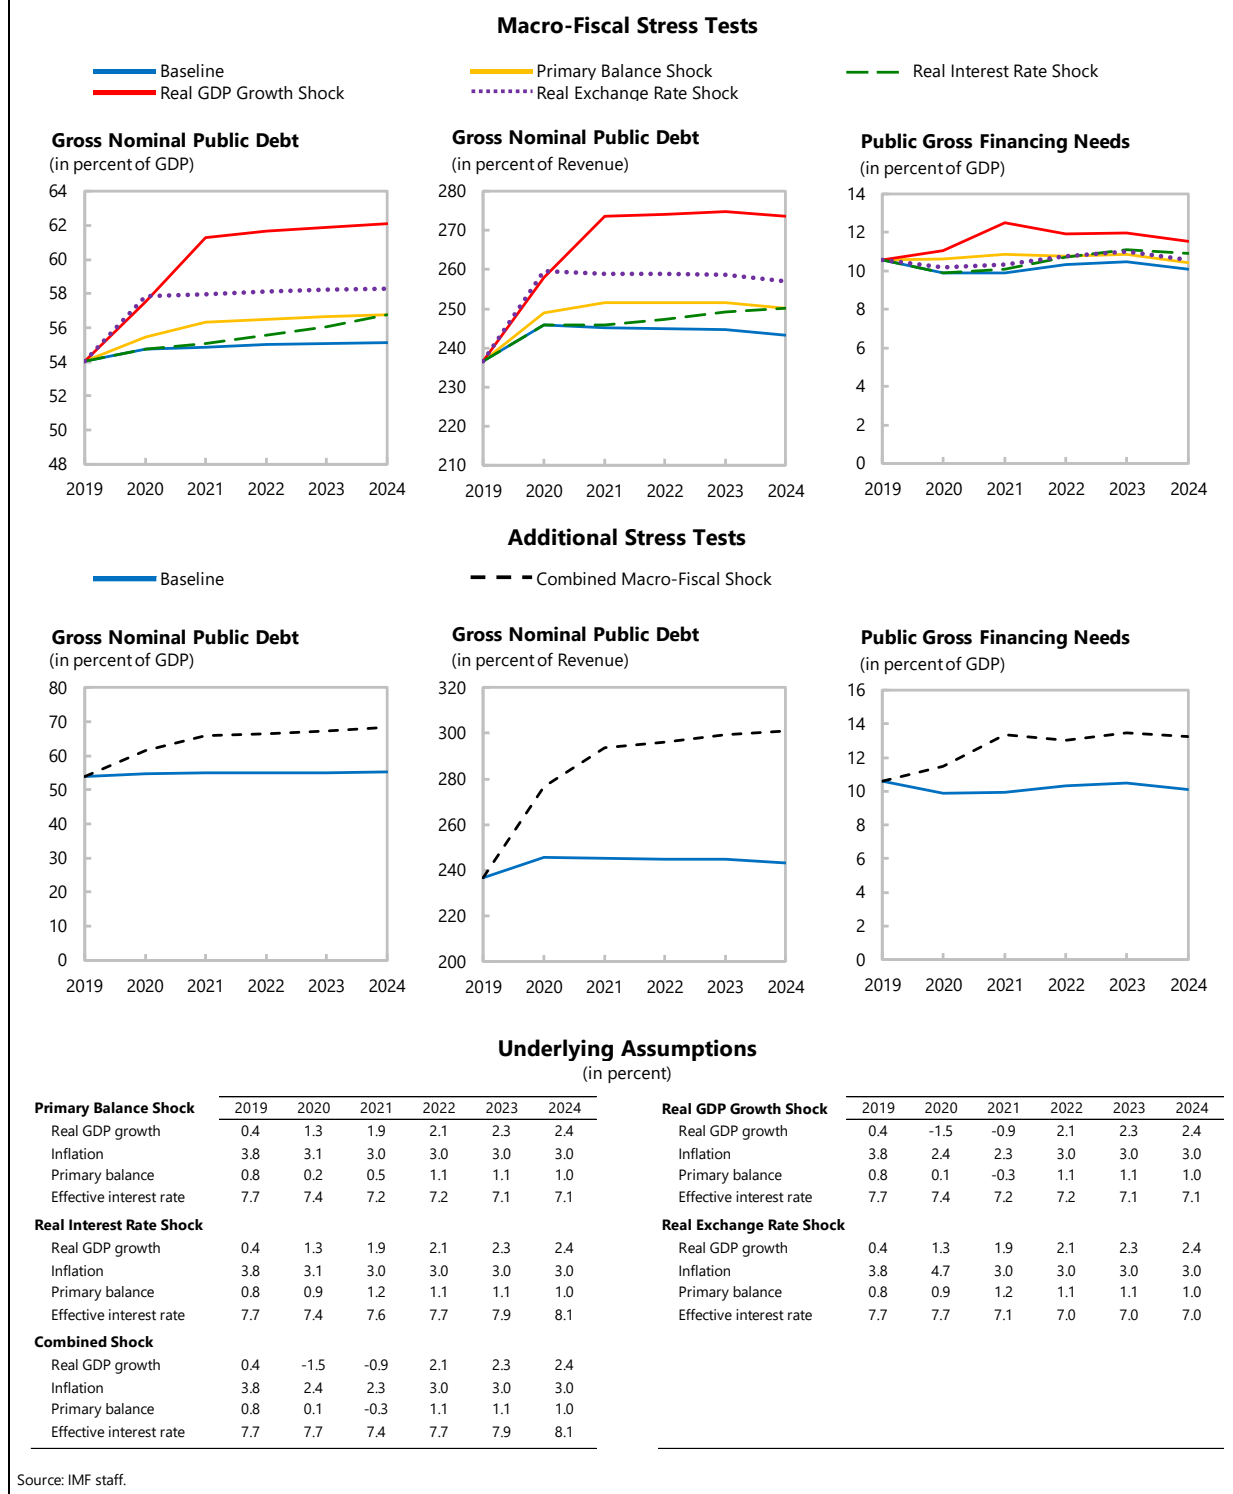 Macro-Fiscal Stress Tests
Baseline
Primary Balance Shock
Real Interest Rate Shock
Real GDP Growth Shock
Real Exchange Rate Shock
Gross Nominal Public Debt
(in percent of GDP)
64
62
60
58
56
54
52
50
48
2019 2020 2021 2022 2023 2024
Gross Nominal Public Debt
(in percent of Revenue)
280
270
260
250
240
230
220
210
2019 2020 2021 2022 2023 2024
Public Gross Financing Needs
(in percent of GDP)
14
12
10
8
6
4
2
0
2019 2020 2021 2022 2023 2024
Additional Stress Tests
Baseline
Combined Macro-Fiscal Shock
Gross Nominal Public Debt
(in percent of GDP)
80
70
60
50
40
30
20
10
0
2019 2020 2021 2022 2023 2024
Gross Nominal Public Debt
(in percent of Revenue)
320
300
280
260
240
220
200
2019 2020 2021 2022 2023 2024
Public Gross Financing Needs
(in percent of GDP)
16
14
12
10
8
6
4
2
0
2019 2020 2021 2022 2023 2024
Underlying Assumptions
(in percent)
Primary Balance Shock 2019 2020 2021 2022 2023 2024
Real GDP growth 0.4 1.3 1.9 2.1 2.3 2.4
Inflation 3.8 3.1 3.0 3.0 3.0 3.0
Primary balance 0.8 0.2 0.5 1.1 1.1 1.0
Effective interest rate 7.7 7.4 7.2 7.2 7.1 7.1
Real Interest Rate Shock
Real GDP growth 0.4 1.3 1.9 2.1 2.3 2.4
Inflation 3.8 3.1 3.0 3.0 3.0 3.0
Primary balance 0.8 0.9 1.2 1.1 1.1 1.0
Effective interest rate 7.7 7.4 7.6 7.7 7.9 8.1
Combined Shock
Real GDP growth 0.4 -1.5 -0.9 2.1 2.3 2.4
Inflation 3.8 2.4 2.3 3.0 3.0 3.0
Primary balance 0.8 0.1 -0.3 1.1 1.1 1.0
Effective interest rate 7.7 7.7 7.4 7.7 7.9 8.1
Real GDP Growth Shock 2019 2020 2021 2022 2023 2024
Real GDP growth 0.4 -1.5 -0.9 2.1 2.3 2.4
Inflation 3.8 2.4 2.3 3.0 3.0 3.0
Primary balance 0.8 0.1 -0.3 1.1 1.1 1.0
Effective interest rate 7.7 7.4 7.2 7.2 7.1 7.1
Real Exchange Rate Shock
Real GDP growth 0.4 1.3 1.9 2.1 2.3 2.4
Inflation 3.8 4.7 3.0 3.0 3.0 3.0
Primary balance 0.8 0.9 1.2 1.1 1.1 1.0
Effective interest rate 7.7 7.7 7.1 7.0 7.0 7.0
Source: IMF staff.